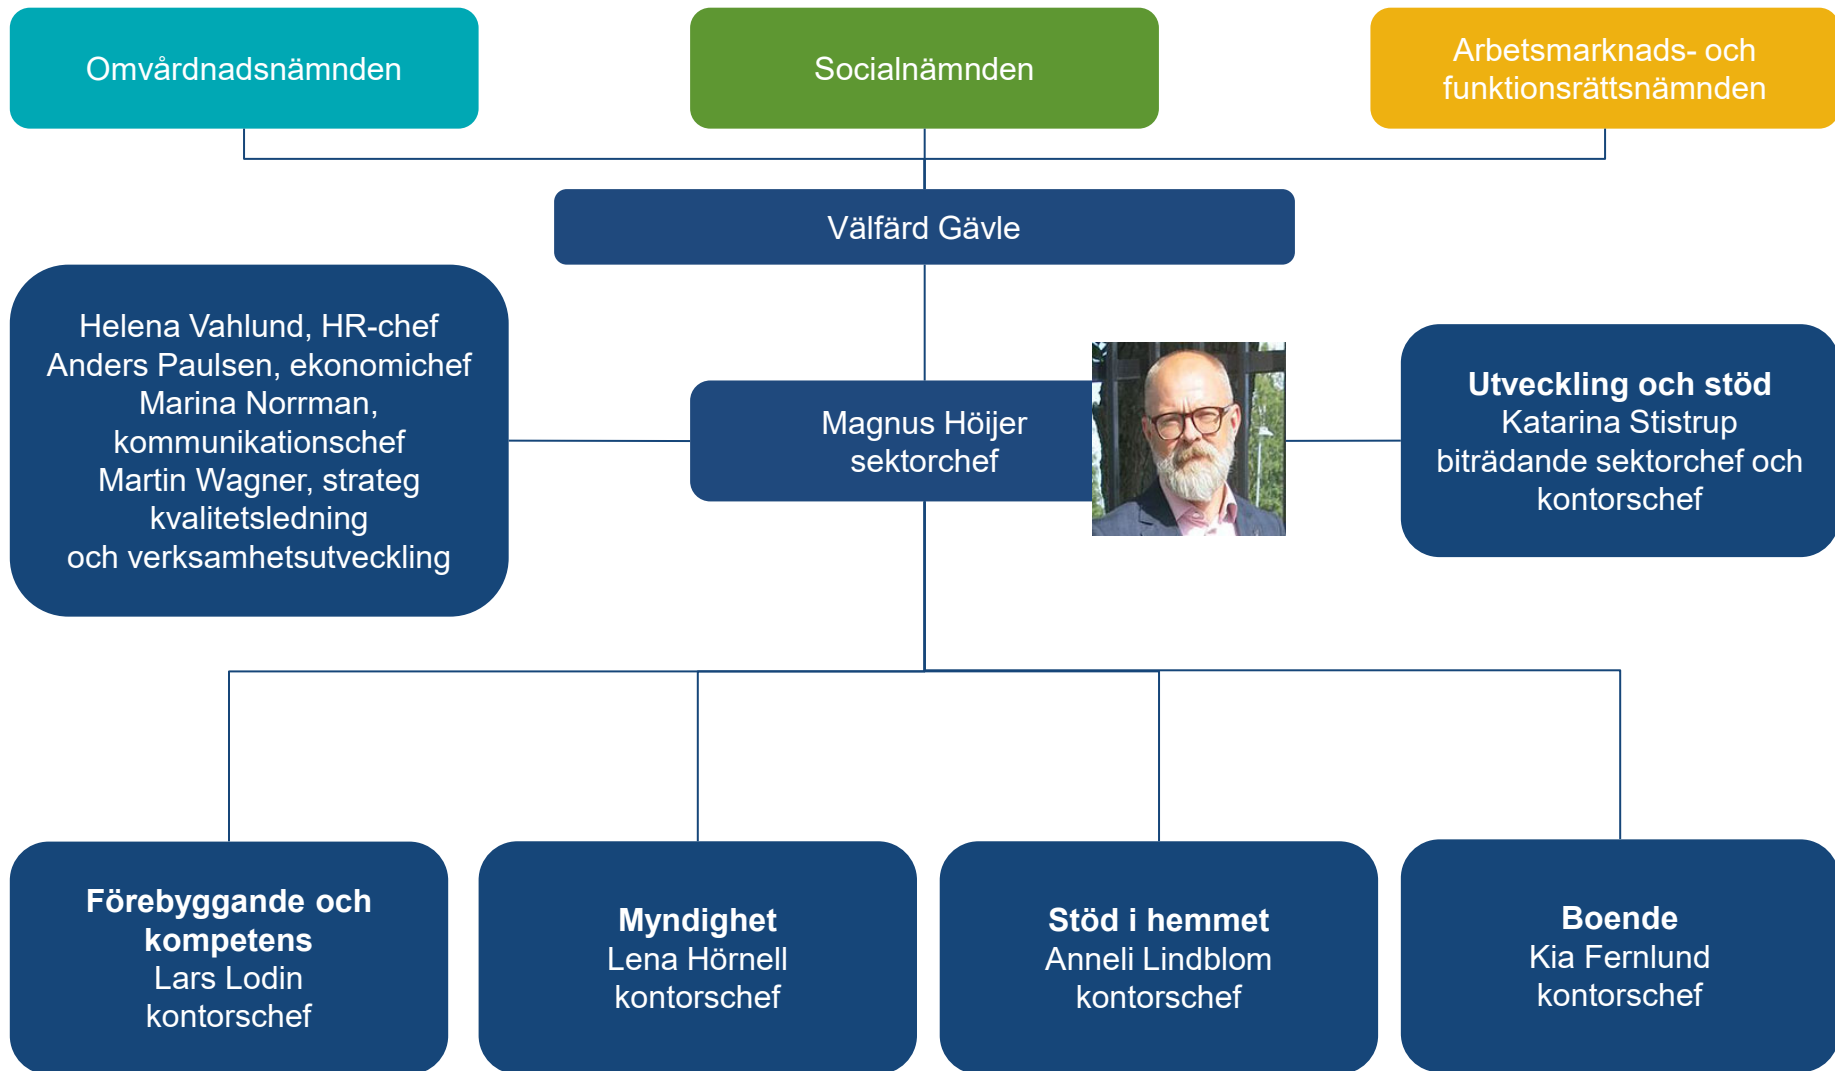 Omvårdnadsnämnden
Socialnämnden
Arbetsmarknads- och
funktionsrättsnämnden
Välfärd Gävle
Helena Vahlund, HR-chef
Anders Paulsen, ekonomichef
Marina Norrman,
kommunikationschef
Martin Wagner, strateg
kvalitetsledning
och verksamhetsutveckling
Magnus Höijer
sektorchef
Utveckling och stöd
Katarina Stistrup
biträdande sektorchef och
kontorschef
Förebyggande och
kompetens
Lars Lodin
kontorschef
Myndighet
Lena Hörnell
kontorschef
Stöd i hemmet
Anneli Lindblom
kontorschef
Boende
Kia Fernlund
kontorschef